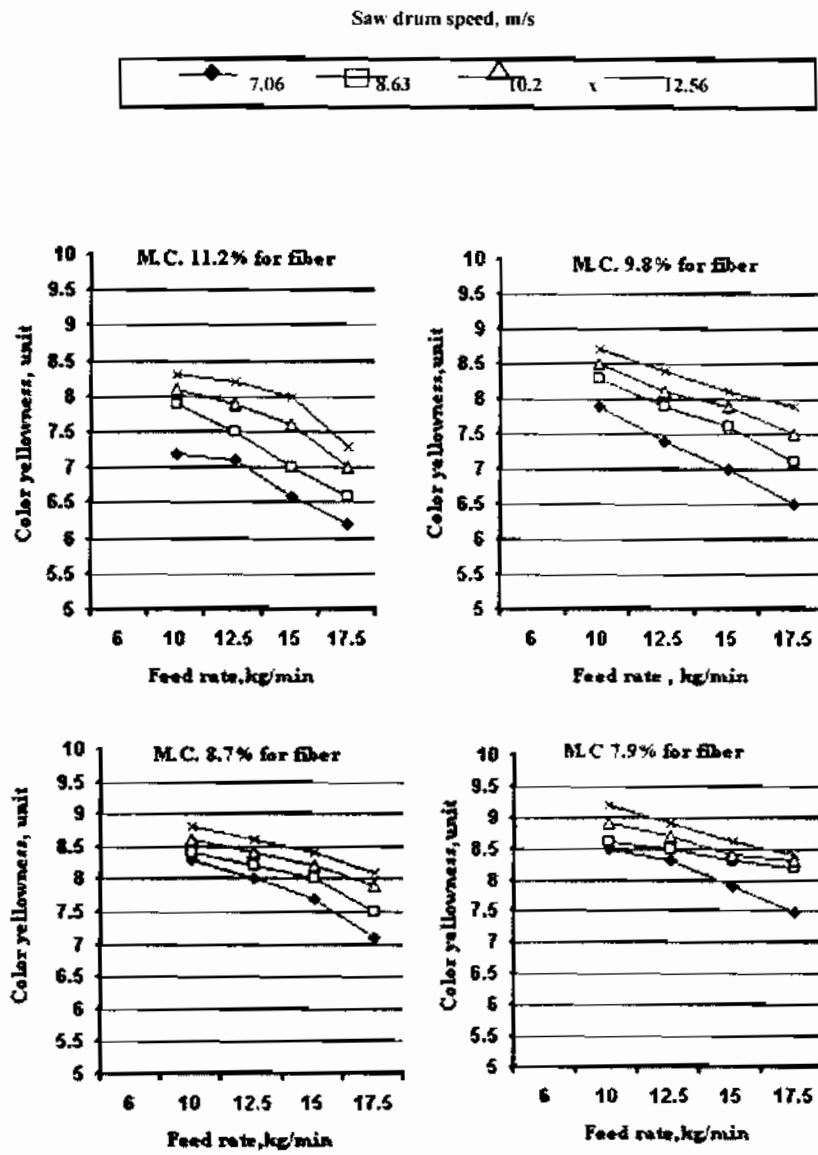 Saw drum speed, m/s
7.06 8.63 10.2 x 12.56
M.C. 11.2% for fiber
Color yellowness, unit
10
9.5
9
8.5
8
7.5
7
6.5
6
5.5
5
6 10 12.5 15 17.5
Feed rate,kg/min
M.C. 9.8% for fiber
Color yellowness,unit
10
9.5
9
8.5
8
7.5
7
6.5
6
5.5
5
6 10 12.5 15 17.5
Feed rate , kg/min
M.C. 8.7% for fiber
Color yellowness, unit
10
9.5
9
8.5
8
7.5
7
6.5
6
5.5
5
6 10 12.5 15 17.5
Feed rate,kg/min
M.C 7.9% for fiber
Color yellowness,unit
10
9.5
9
8.5
8
7.5
7
6.5
6
5.5
5
6 10 12.5 15 17.5
Feed rate,kg/min